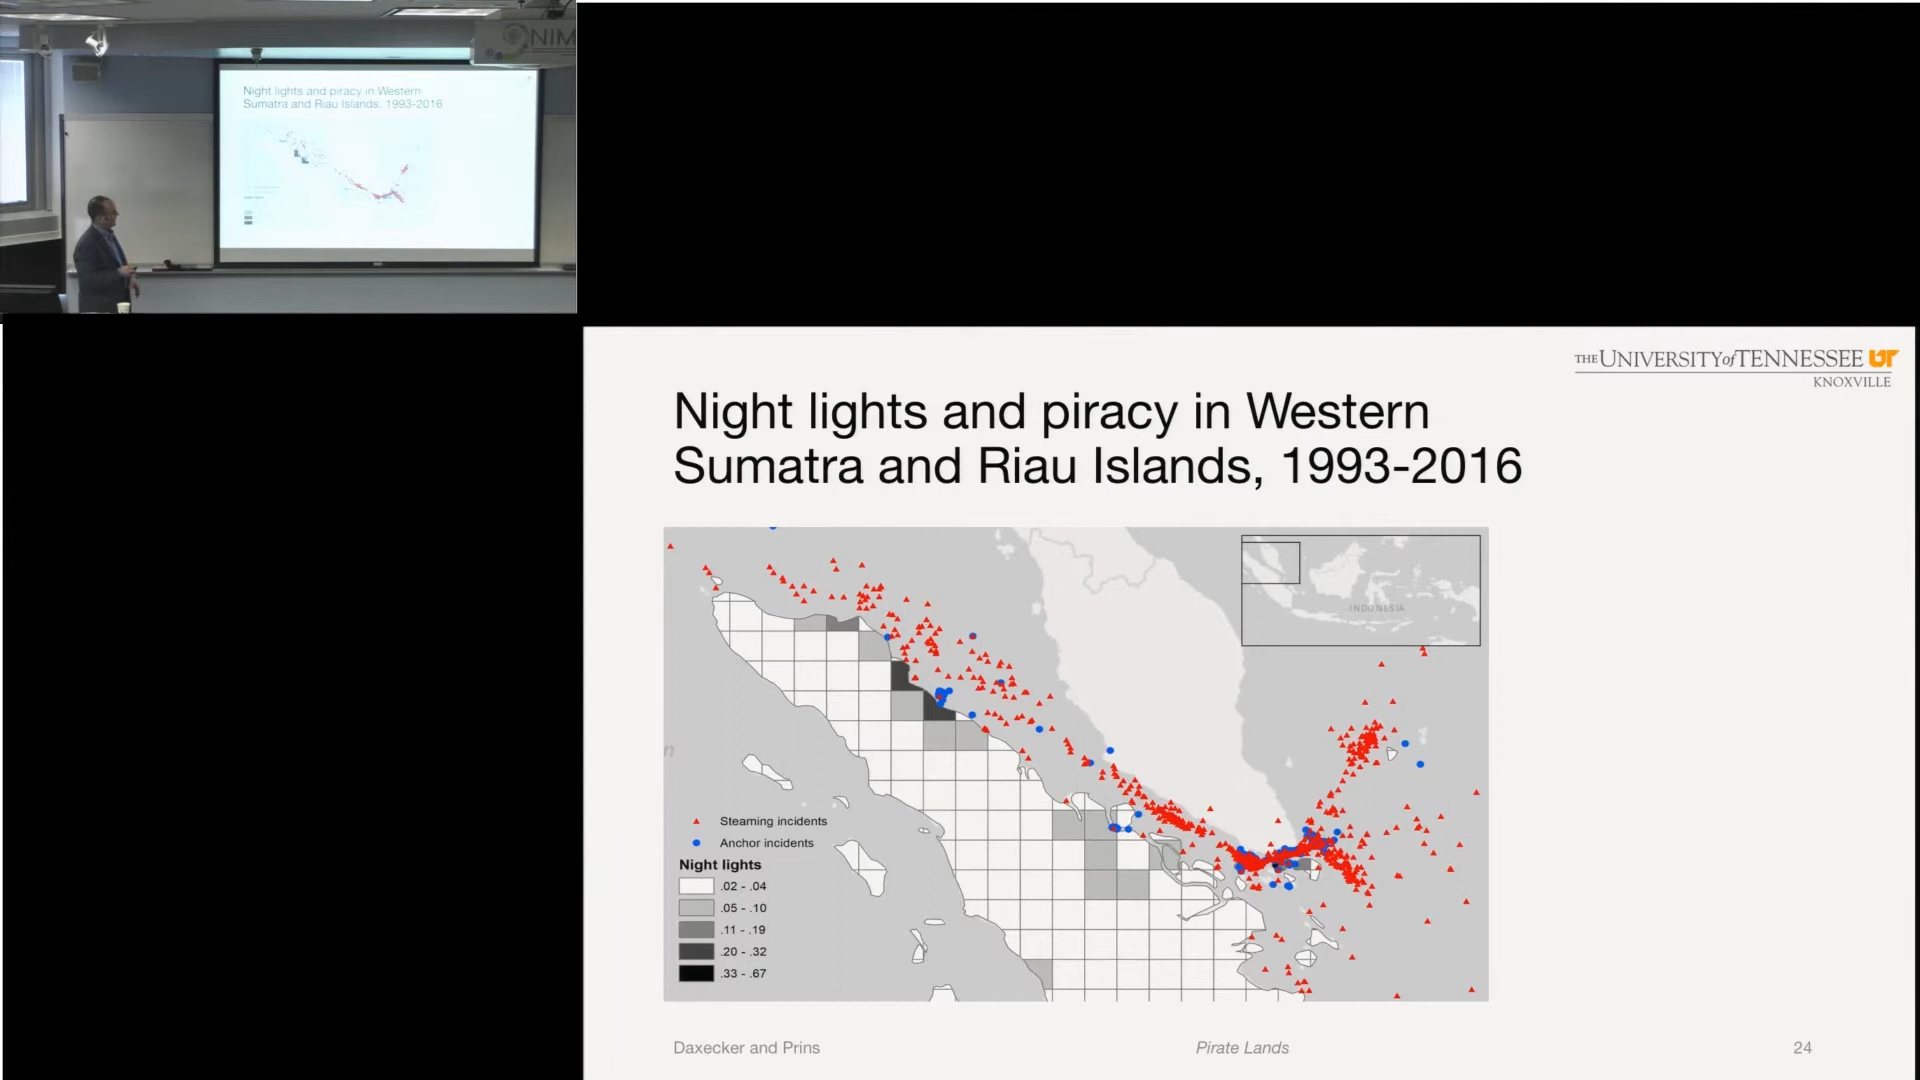 NIM
Night lights and piracy in Western
Sumatra and Riau Islands, 1993-2016
THE UNIVERSITY of TENNESSEE UT
KNOXVILLE
Night lights and piracy in Western
Sumatra and Riau Islands, 1993-2016
INDONESIA
n
Steaming incidents
Anchor incidents
Night lights
.02 - .04
.05 - .10
.11 - .19
.20 - .32
.33 - .67
Daxecker and Prins
Pirate Lands
24